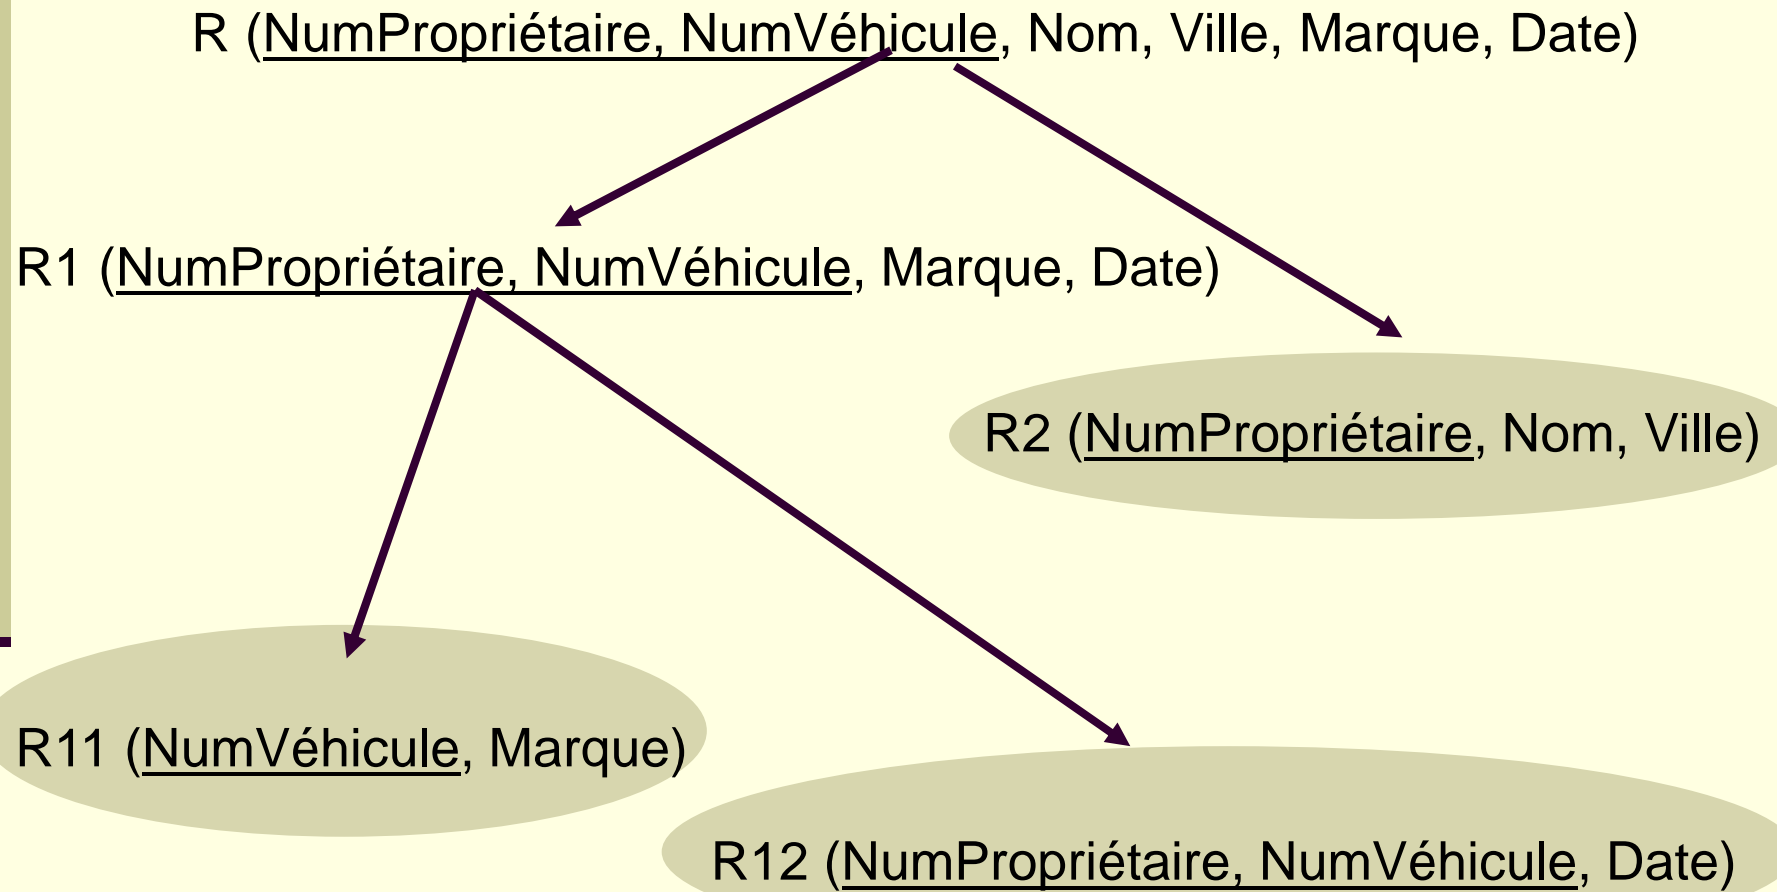 R (NumPropriétaire, NumVéhicule, Nom, Ville, Marque, Date)
R1 (NumPropriétaire, NumVéhicule, Marque, Date)
R2 (NumPropriétaire, Nom, Ville)
R11 (NumVéhicule, Marque)
R12 (NumPropriétaire, NumVéhicule, Date)